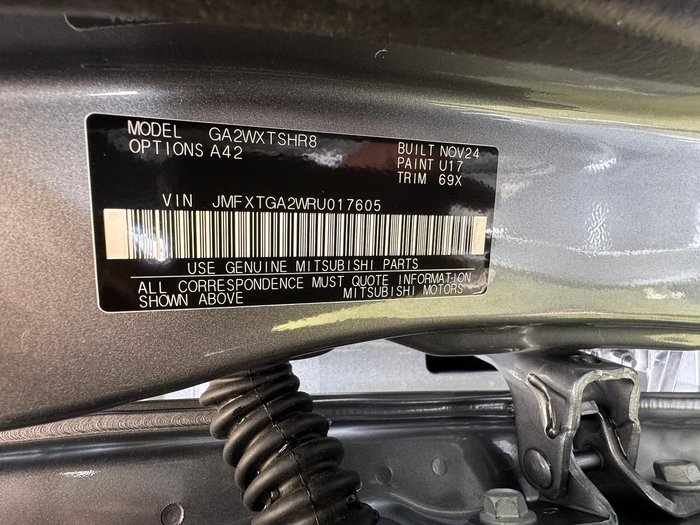 MODEL GA2WXTSHR8
OPTIONS A42
BUILT NOV24
PAINT U17
TRIM 69X
VIN JMFXTGA2WRU017605
USE GENUINE MITSUBISHI PARTS
ALL CORRESPONDENCE MUST QUOTE INFORMATION
SHOWN ABOVE MITSUBISHI MOTORS